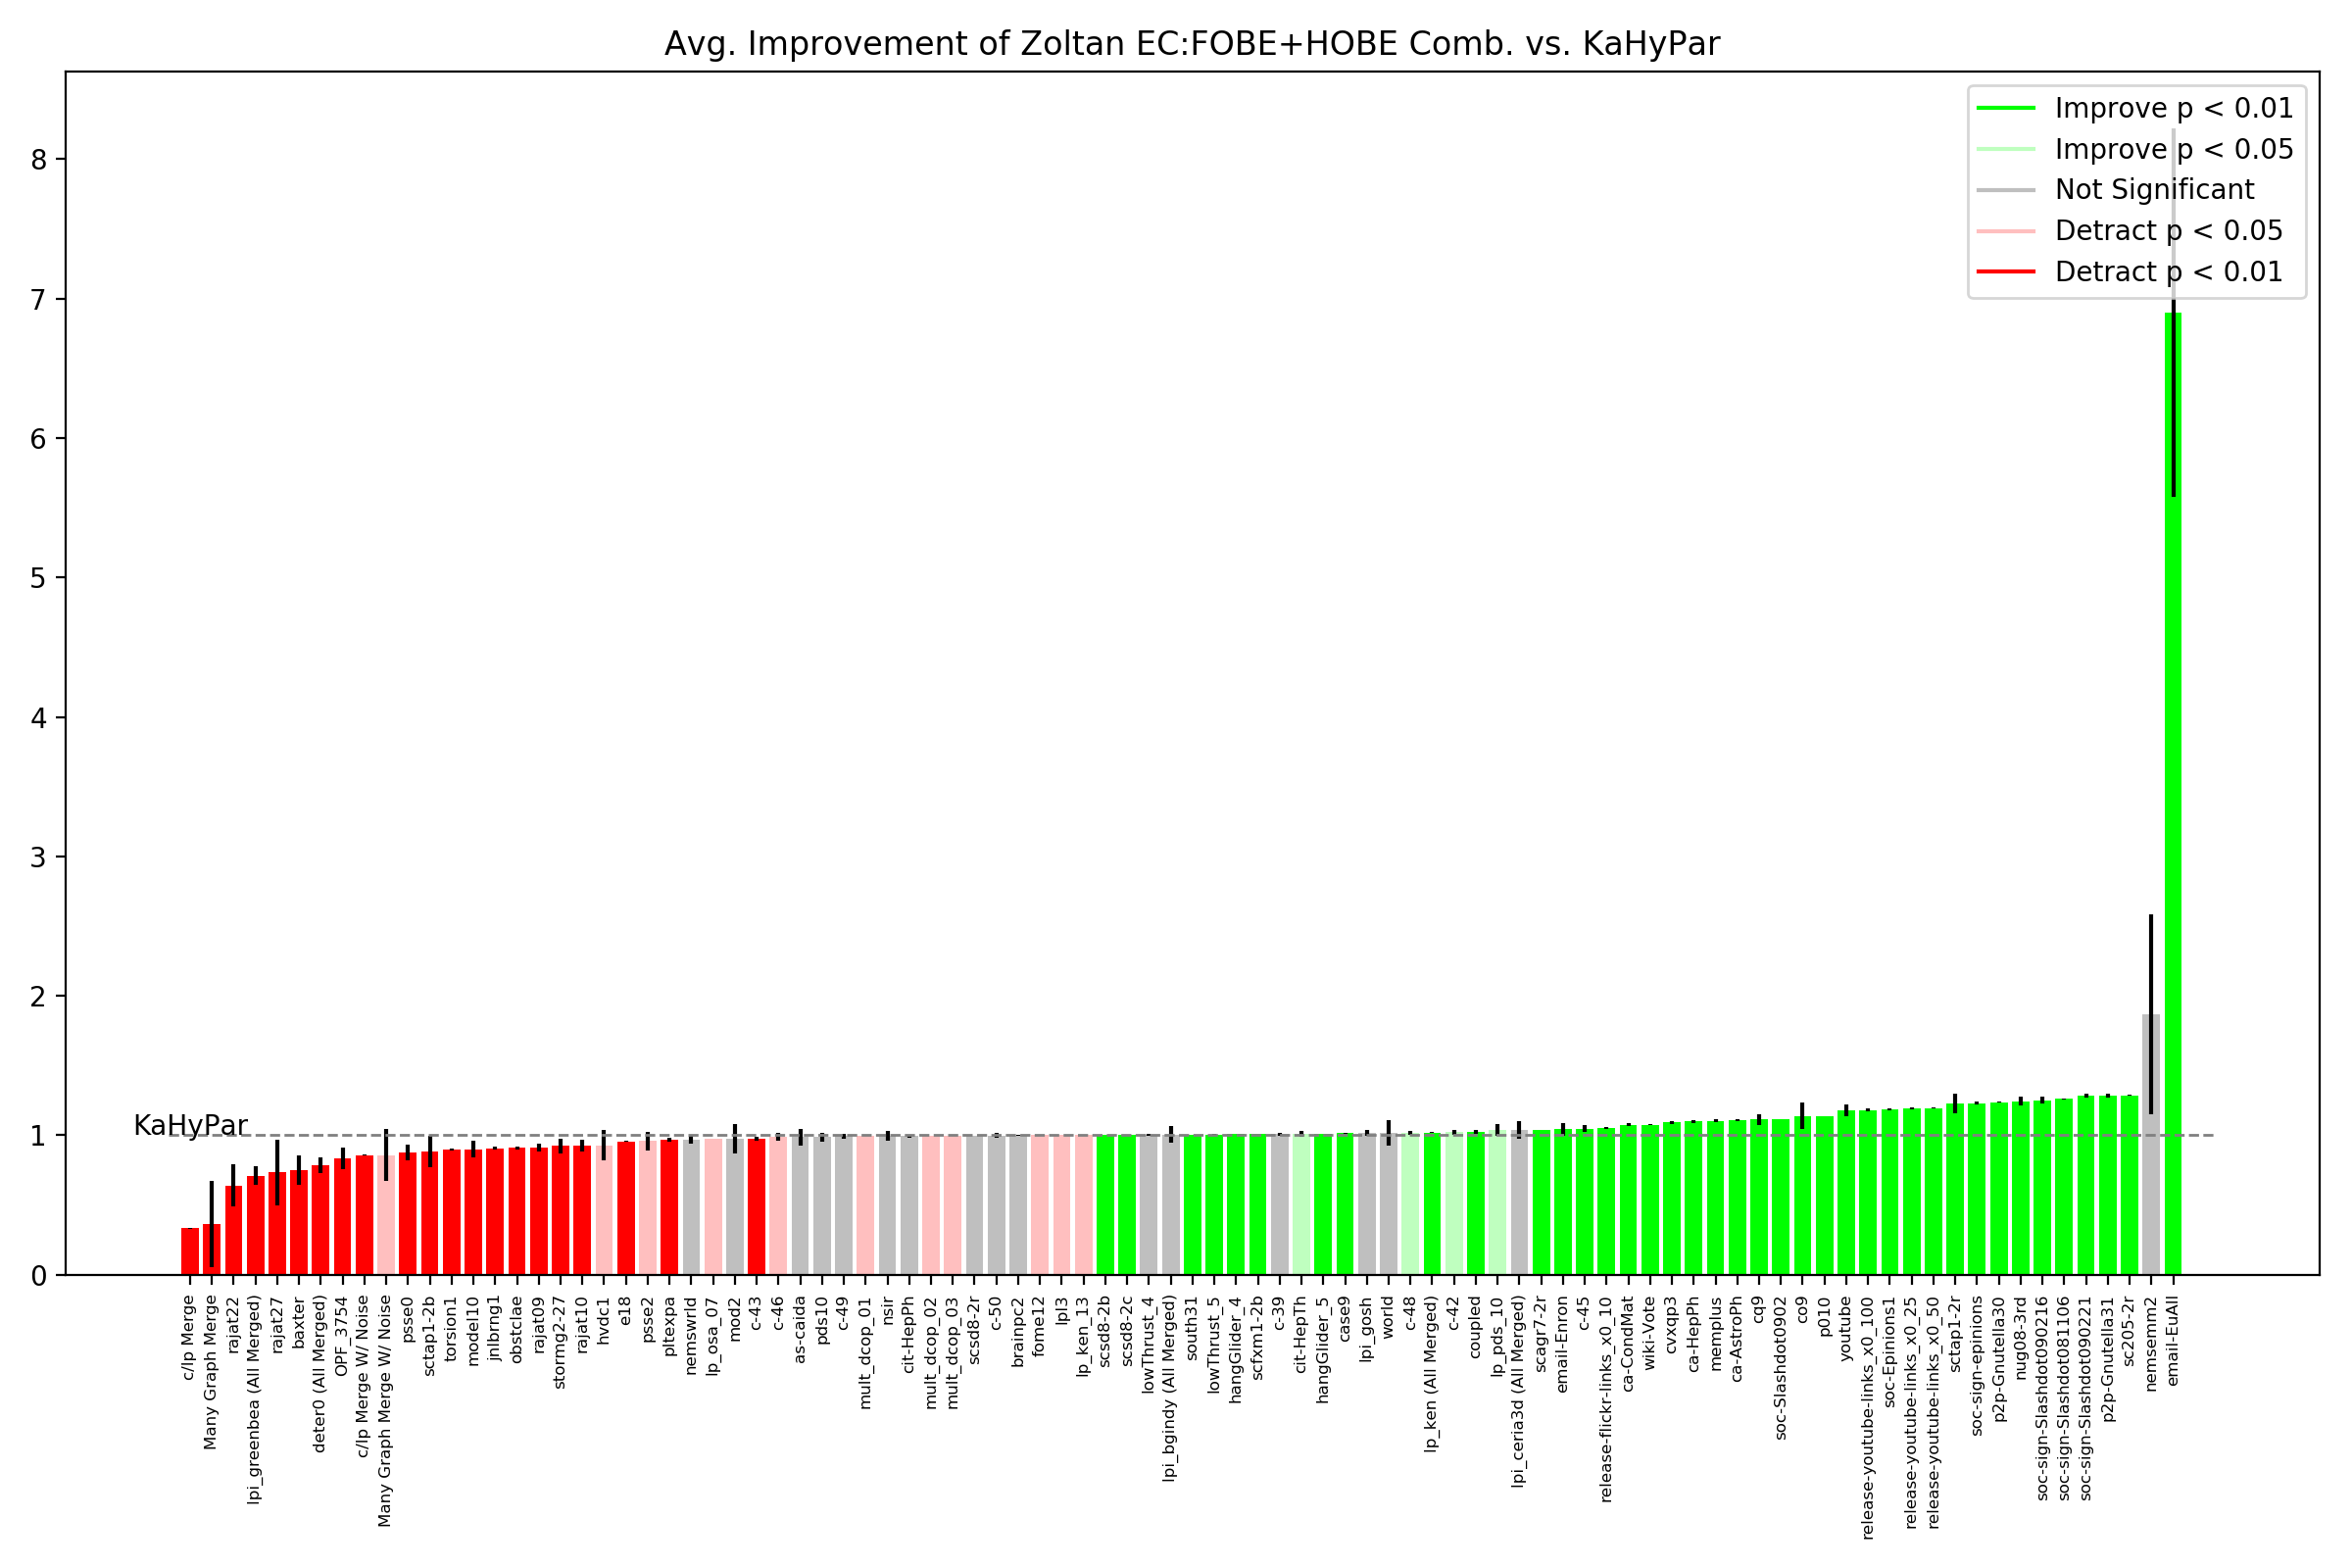 Avg. Improvement of Zoltan EC:FOBE+HOBE Comb. vs. KaHyPar
Improve p < 0.01
Improve p < 0.05
Not Significant
Detract p < 0.05
Detract p < 0.01
8
7
6
5
4
3
2
1
0
KaHyPar
c/lp Merge
Many Graph Merge
rajat22
lpi_greenbea (All Merged)
rajat27
baxter
deter0 (All Merged)
OPF_3754
c/lp Merge W/ Noise
Many Graph Merge W/ Noise
psse0
sctap1-2b
torsion1
model10
jnlbrng1
obstclae
rajat09
stormg2-27
rajat10
hvdc1
e18
psse2
pltexpa
nemswrld
lp_osa_07
mod2
c-43
c-46
as-caida
pds10
c-49
mult_dcop_01
nsir
cit-HepPh
mult_dcop_02
mult_dcop_03
scsd8-2r
c-50
brainpc2
fome12
lpl3
lp_ken_13
scsd8-2b
scsd8-2c
lowThrust_4
lpi_bgindy (All Merged)
south31
lowThrust_5
hangGlider_4
scfxm1-2b
c-39
cit-HepTh
hangGlider_5
case9
lpi_gosh
world
c-48
lp_ken (All Merged)
c-42
coupled
lp_pds_10
lpi_ceria3d (All Merged)
scagr7-2r
email-Enron
c-45
release-flickr-links_x0_10
ca-CondMat
wiki-Vote
cvxqp3
ca-HepPh
memplus
ca-AstroPh
cq9
soc-Slashdot0902
co9
p010
youtube
release-youtube-links_x0_100
soc-Epinions1
release-youtube-links_x0_25
release-youtube-links_x0_50
sctap1-2r
soc-sign-epinions
p2p-Gnutella30
nug08-3rd
soc-sign-Slashdot090216
soc-sign-Slashdot081106
soc-sign-Slashdot090221
p2p-Gnutella31
sc205-2r
nemsemm2
email-EuAll